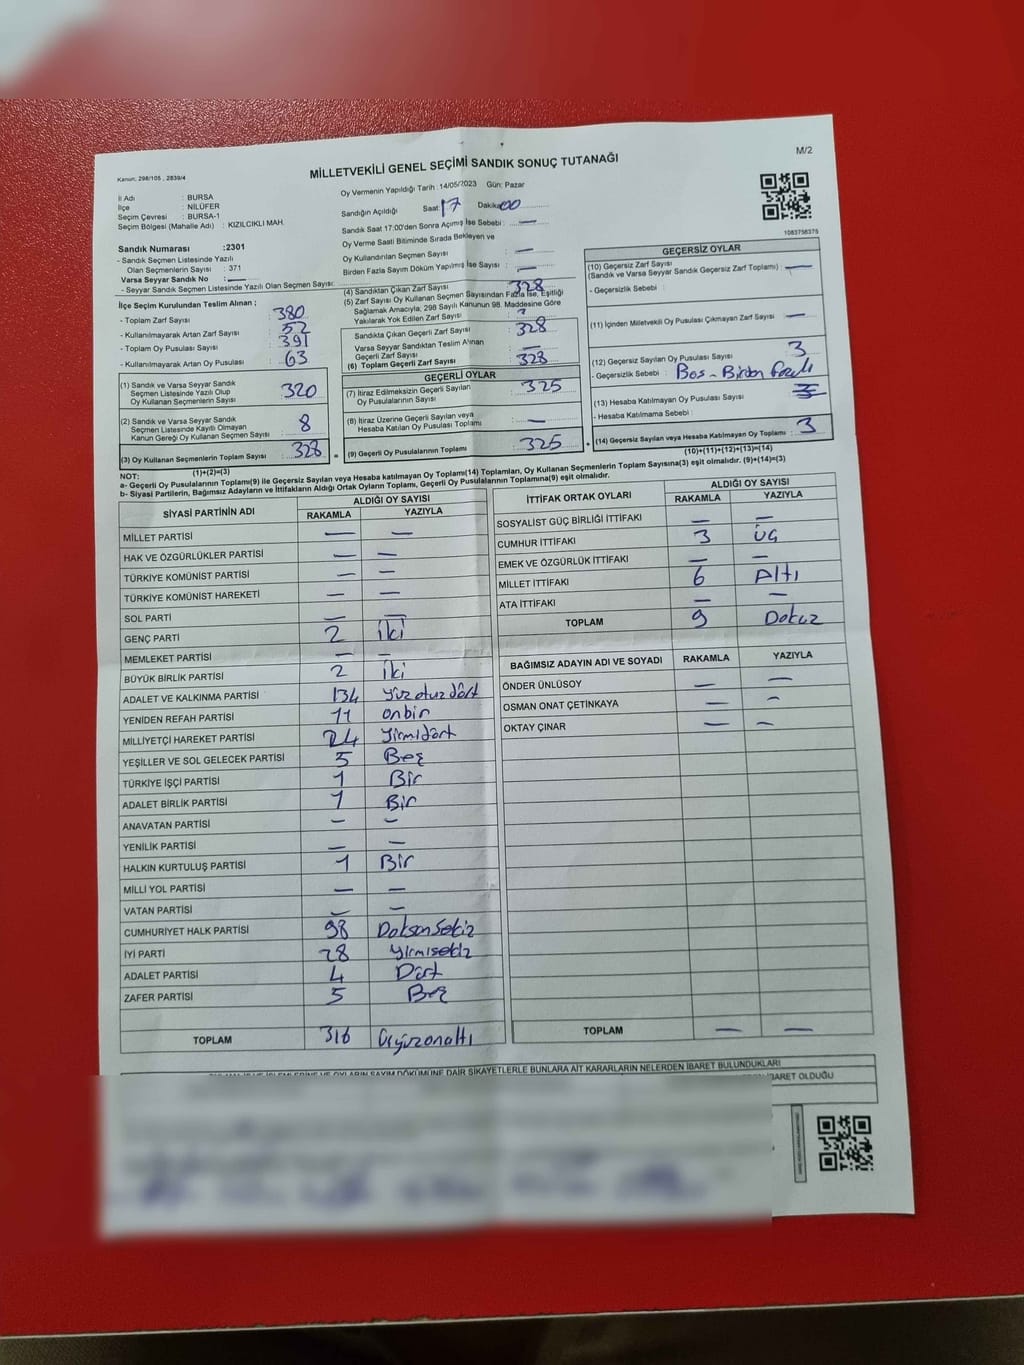 M/2
Kanun: 298/105 , 2839/4
MİLLETVEKİLİ GENEL SEÇİMİ SANDIK SONUÇ TUTANAĞI
İl Adı : BURSA
İlçe : NİLÜFER
Seçim Çevresi : BURSA-1
Seçim Bölgesi (Mahalle Adı) : KIZILCIKLI MAH.
Oy Vermenin Yapıldığı Tarih : 14/05/2023 Gün: Pazar
Sandığın Açıldığı Saat: 17 Dakika: 00
Sandık Saat 17:00'den Sonra Açılmış İse Sebebi : —
Oy Verme Saati Bitiminde Sırada Bekleyen ve
Oy Kullandırılan Seçmen Sayısı : —
Birden Fazla Sayım Döküm Yapılmış İse Sayısı : —
1083758375
Sandık Numarası :2301
- Sandık Seçmen Listesinde Yazılı
Olan Seçmenlerin Sayısı : 371
Varsa Seyyar Sandık No : —
- Seyyar Sandık Seçmen Listesinde Yazılı Olan Seçmen Sayısı:
İlçe Seçim Kurulundan Teslim Alınan ;
- Toplam Zarf Sayısı : 380
- Kullanılmayarak Artan Zarf Sayısı : 52
- Toplam Oy Pusulası Sayısı : 391
- Kullanılmayarak Artan Oy Pusulası : 63
(1) Sandık ve Varsa Seyyar Sandık
Seçmen Listesinde Yazılı Olup
Oy Kullanan Seçmenlerin Sayısı : 320
(2) Sandık ve Varsa Seyyar Sandık
Seçmen Listesinde Kayıtlı Olmayan
Kanun Gereği Oy Kullanan Seçmen Sayısı : 8
(3) Oy Kullanan Seçmenlerin Toplam Sayısı : 328
(1)+(2)=(3)
(4) Sandıktan Çıkan Zarf Sayısı : 328
(5) Zarf Sayısı Oy Kullanan Seçmen Sayısından Fazla İse, Eşitliği
Sağlamak Amacıyla; 298 Sayılı Kanunun 98. Maddesine Göre
Yakılarak Yok Edilen Zarf Sayısı :
Sandıkta Çıkan Geçerli Zarf Sayısı : 328
Varsa Seyyar Sandıktan Teslim Alınan
Geçerli Zarf Sayısı : —
(6) Toplam Geçerli Zarf Sayısı : 328
GEÇERLİ OYLAR
(7) İtiraz Edilmeksizin Geçerli Sayılan
Oy Pusulalarının Sayısı : 325
(8) İtiraz Üzerine Geçerli Sayılan veya
Hesaba Katılan Oy Pusulası Toplamı : —
= (9) Geçerli Oy Pusulalarının Toplamı : 325 +
GEÇERSİZ OYLAR
(10) Geçersiz Zarf Sayısı
(Sandık ve Varsa Seyyar Sandık Geçersiz Zarf Toplamı) : —
- Geçersizlik Sebebi :
(11) İçinden Milletvekili Oy Pusulası Çıkmayan Zarf Sayısı : —
(12) Geçersiz Sayılan Oy Pusulası Sayısı : 3
- Geçersizlik Sebebi : Bos - Birden fazla
(13) Hesaba Katılmayan Oy Pusulası Sayısı :
- Hesaba Katılmama Sebebi :
(14) Geçersiz Sayılan veya Hesaba Katılmayan Oy Toplamı : 3
(10)+(11)+(12)+(13)=(14)
NOT:
a- Geçerli Oy Pusulalarının Toplamı(9) ile Geçersiz Sayılan veya Hesaba katılmayan Oy Toplamı(14) Toplamları, Oy Kullanan Seçmenlerin Toplam Sayısına(3) eşit olmalıdır. (9)+(14)=(3)
b- Siyasi Partilerin, Bağımsız Adayların ve İttifakların Aldığı Oy Sayısı Ortak Oyların Toplamı, Geçerli Oy Pusulalarının Toplamına(9) eşit olmalıdır.
SİYASİ PARTİNİN ADI ALDIĞI OY SAYISI
RAKAMLA YAZIYLA
MİLLET PARTİSİ — —
HAK VE ÖZGÜRLÜKLER PARTİSİ — —
TÜRKİYE KOMÜNİST PARTİSİ — —
TÜRKİYE KOMÜNİST HAREKETİ — —
SOL PARTİ — —
GENÇ PARTİ 2 iki
MEMLEKET PARTİSİ — —
BÜYÜK BİRLİK PARTİSİ 2 İki
ADALET VE KALKINMA PARTİSİ 134 Yüzotuzdört
YENİDEN REFAH PARTİSİ 11 onbir
MİLLİYETÇİ HAREKET PARTİSİ 24 Yirmidört
YEŞİLLER VE SOL GELECEK PARTİSİ 5 Beş
TÜRKİYE İŞÇİ PARTİSİ 1 Bir
ADALET BİRLİK PARTİSİ 1 Bir
ANAVATAN PARTİSİ — —
YENİLİK PARTİSİ — —
HALKIN KURTULUŞ PARTİSİ 1 Bir
MİLLİ YOL PARTİSİ — —
VATAN PARTİSİ — —
CUMHURİYET HALK PARTİSİ 98 Doksansekiz
İYİ PARTİ 28 Yirmisekiz
ADALET PARTİSİ 4 Dört
ZAFER PARTİSİ 5 Beş
TOPLAM 316 Üçyüzonaltı
İTTİFAK ORTAK OYLARI ALDIĞI OY SAYISI
RAKAMLA YAZIYLA
SOSYALİST GÜÇ BİRLİĞİ İTTİFAKI — —
CUMHUR İTTİFAKI 3 üç
EMEK VE ÖZGÜRLÜK İTTİFAKI — —
MİLLET İTTİFAKI 6 Altı
ATA İTTİFAKI — —
TOPLAM 9 Dokuz
BAĞIMSIZ ADAYIN ADI VE SOYADI RAKAMLA YAZIYLA
ÖNDER ÜNLÜSOY — —
OSMAN ONAT ÇETİNKAYA — —
OKTAY ÇINAR — —
TOPLAM — —
OYLARIN SAYIM DÖKÜMÜNE DAİR ŞİKAYETLERLE BUNLARA AİT KARARLARIN NELERDEN İBARET BULUNDUKLARI
İBARET OLDUĞU